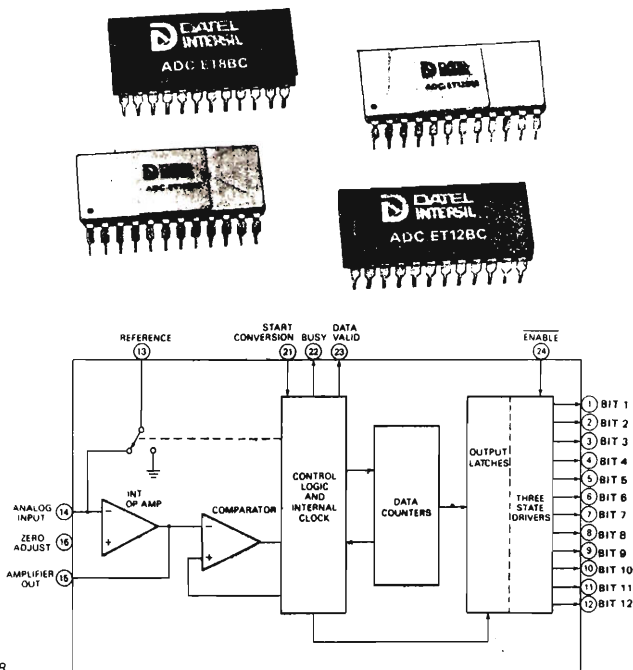 DATEL
INTERSIL
ADC ET8BC
DATEL
INTERSIL
ADC ET12BC
REFERENCE
13
START
CONVERSION
21
BUSY
22
DATA
VALID
23
ENABLE
24
ANALOG
INPUT
14
ZERO
ADJUST
16
AMPLIFIER
OUT
15
INT
OP AMP
-
+
COMPARATOR
-
+
CONTROL
LOGIC
AND
INTERNAL
CLOCK
DATA
COUNTERS
OUTPUT
LATCHES
THREE
STATE
DRIVERS
1 BIT 1
2 BIT 2
3 BIT 3
4 BIT 4
5 BIT 5
6 BIT 6
7 BIT 7
8 BIT 8
9 BIT 9
10 BIT 10
11 BIT 11
12 BIT 12